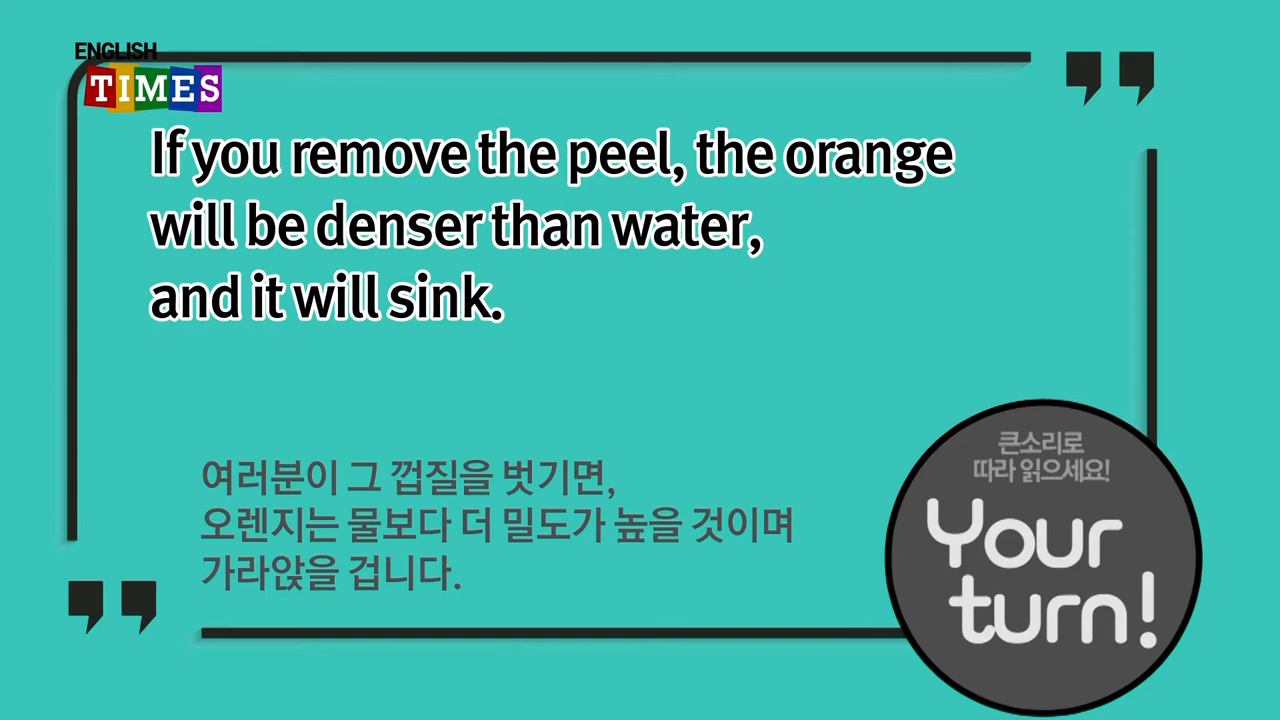 ENGLISH
TIMES
If you remove the peel, the orange
will be denser than water,
and it will sink.
여러분이 그 껍질을 벗기면,
오렌지는 물보다 더 밀도가 높을 것이며
가라앉을 겁니다.
큰소리로
따라 읽으세요!
Your
turn!